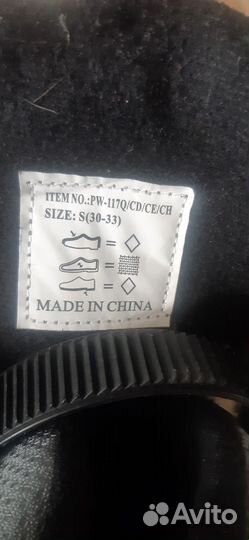 ITEM NO.:PW-117Q/CD/CE/CH
SIZE: S(30-33)
=
=
=
MADE IN CHINA
Avito